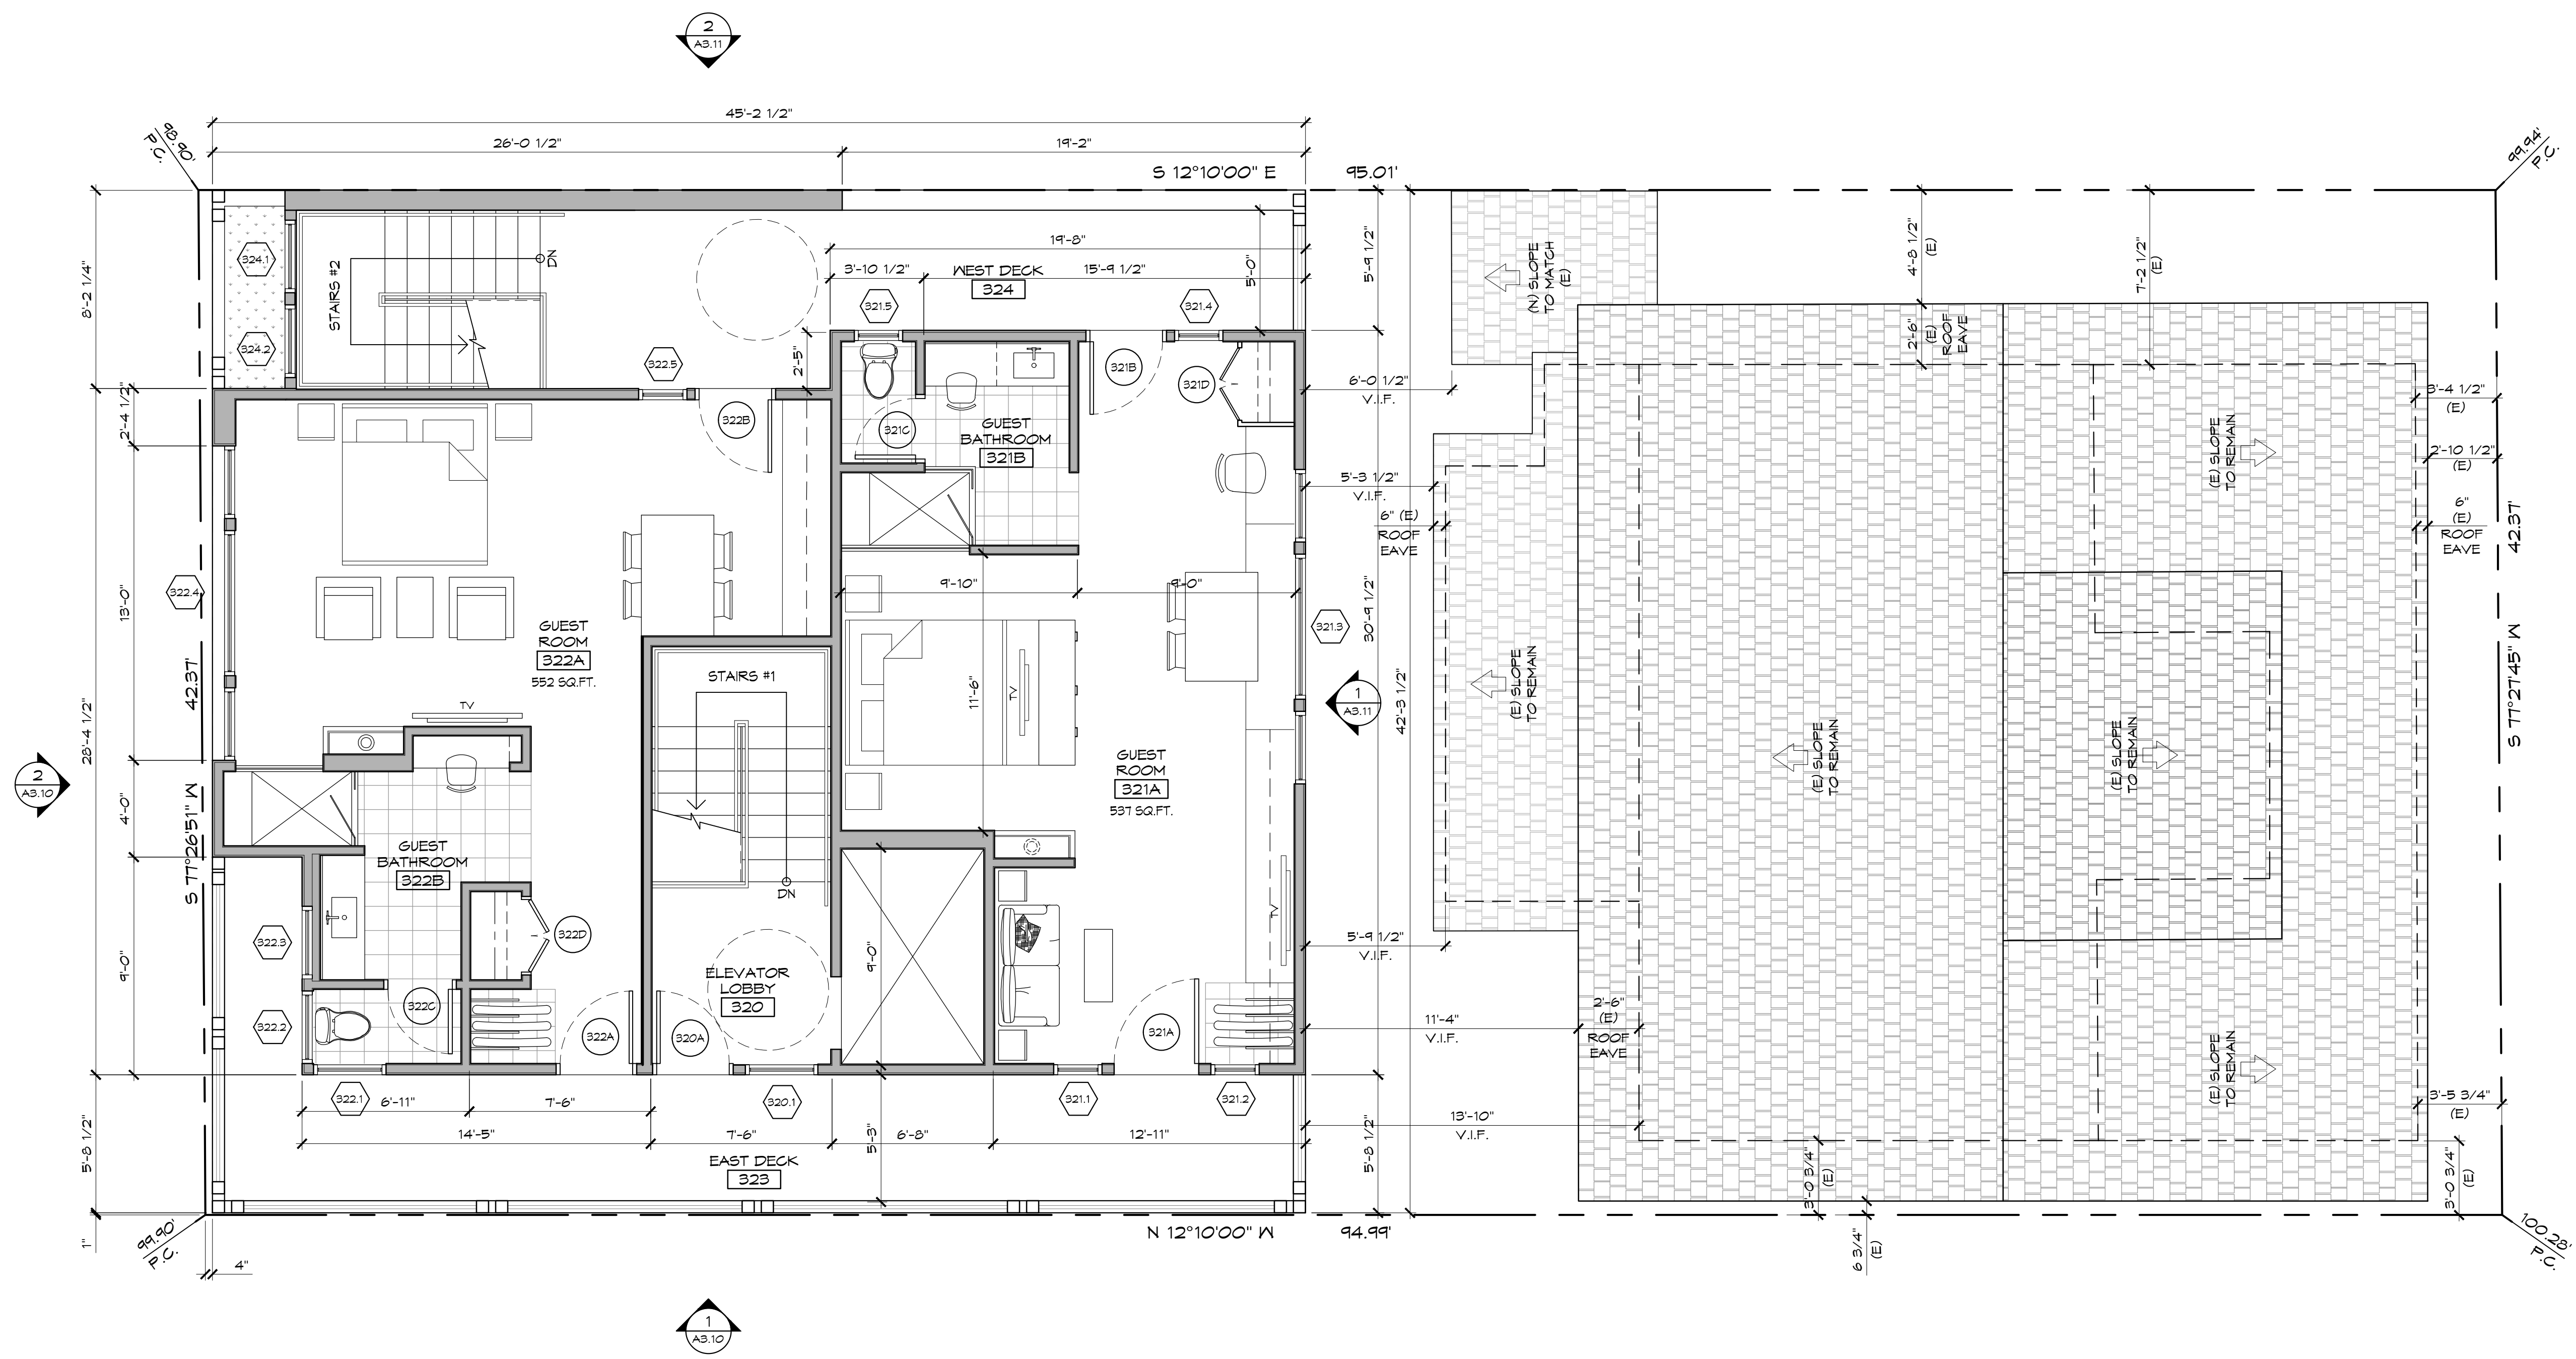 2
A3.11
45'-2 1/2"
26'-0 1/2"
19'-2"
98.90'
P.C.
S 12°10'00" E
95.01'
99.94'
P.C.
8'-2 1/4"
28'-4 1/2"
5'-8 1/2"
1"
2'-4 1/2"
13'-0"
4'-0"
9'-0"
4"
99.90'
P.C.
42.37'
S 77°26'51" W
2
A3.10
324.1
324.2
STAIRS #2
DN
322.5
2'-5"
19'-8"
3'-10 1/2"
15'-9 1/2"
WEST DECK
324
5'-0"
321.5
321.4
322B
321C
321B
321D
GUEST
BATHROOM
321B
322.4
GUEST
ROOM
322A
552 SQ.FT.
TV
STAIRS #1
DN
9'-10"
9'-0"
11'-6"
TV
GUEST
ROOM
321A
537 SQ.FT.
321.3
1
A3.11
GUEST
BATHROOM
322B
322D
322C
322.3
322.2
322A
320A
ELEVATOR
LOBBY
320
9'-0"
TV
321A
322.1
320.1
321.1
321.2
6'-11"
7'-6"
14'-5"
7'-6"
5'-3"
6'-8"
12'-11"
EAST DECK
323
N 12°10'00" W
94.99'
1
A3.10
5'-9 1/2"
30'-9 1/2"
5'-8 1/2"
42'-3 1/2"
6'-0 1/2"
V.I.F.
5'-3 1/2"
V.I.F.
6" (E)
ROOF
EAVE
5'-9 1/2"
V.I.F.
11'-4"
V.I.F.
13'-10"
V.I.F.
2'-6"
(E)
ROOF
EAVE
(N) SLOPE
TO MATCH
(E)
(E) SLOPE
TO REMAIN
(E) SLOPE
TO REMAIN
4'-8 1/2"
(E)
2'-6"
(E)
ROOF
EAVE
7'-2 1/2"
(E)
(E) SLOPE
TO REMAIN
(E) SLOPE
TO REMAIN
(E) SLOPE
TO REMAIN
3'-4 1/2"
(E)
2'-10 1/2"
(E)
6"
(E)
ROOF
EAVE
42.37'
S 77°27'45" W
3'-5 3/4"
(E)
3'-0 3/4"
(E)
3'-0 3/4"
(E)
6 3/4"
(E)
100.28'
P.C.